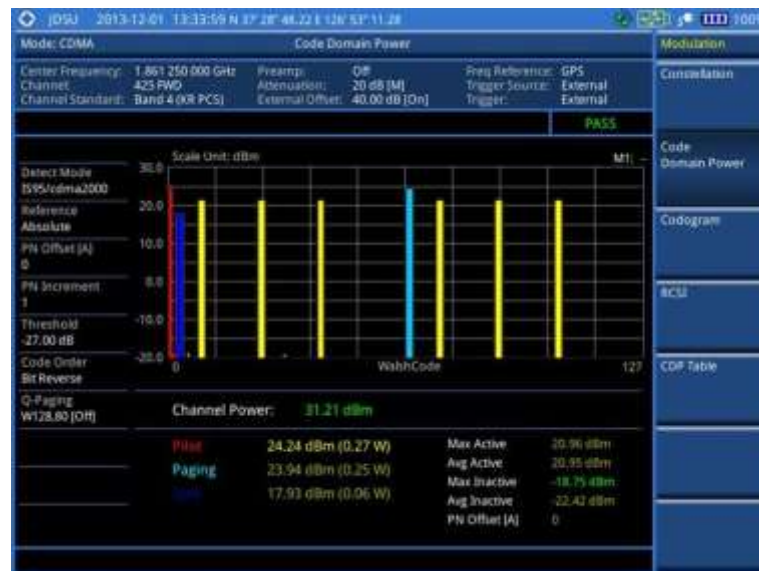 JDSU 2013-12-01 13:33:59 N 37° 28' 48.22 E 126° 53' 11.28 100%
Mode: CDMA Code Domain Power Modulation
Center Frequency: 1.861 250 000 GHz Preamp: Off Freq Reference: GPS
Channel: 425 FWD Attenuation: 20 dB [M] Trigger Source: External
Channel Standard: Band 4 (KR PCS) External Offset: 40.00 dB [On] Trigger: External
Constellation
PASS
Code
Domain Power
Scale Unit: dBm M1: --
Detect Mode
IS95/cdma2000
30.0
Reference
Absolute
20.0
Codogram
PN Offset [A]
0
10.0
PN Increment
1
0.0
RCSI
Threshold
-27.00 dB
-10.0
Code Order
Bit Reverse
-20.0
0 WalshCode 127
CDP Table
Q-Paging
W128,80 [Off]
Channel Power: 31.21 dBm
Pilot 24.24 dBm (0.27 W) Max Active 20.96 dBm
Paging 23.94 dBm (0.25 W) Avg Active 20.95 dBm
Sync 17.93 dBm (0.06 W) Max Inactive -18.75 dBm
Avg Inactive -22.42 dBm
PN Offset [A] 0